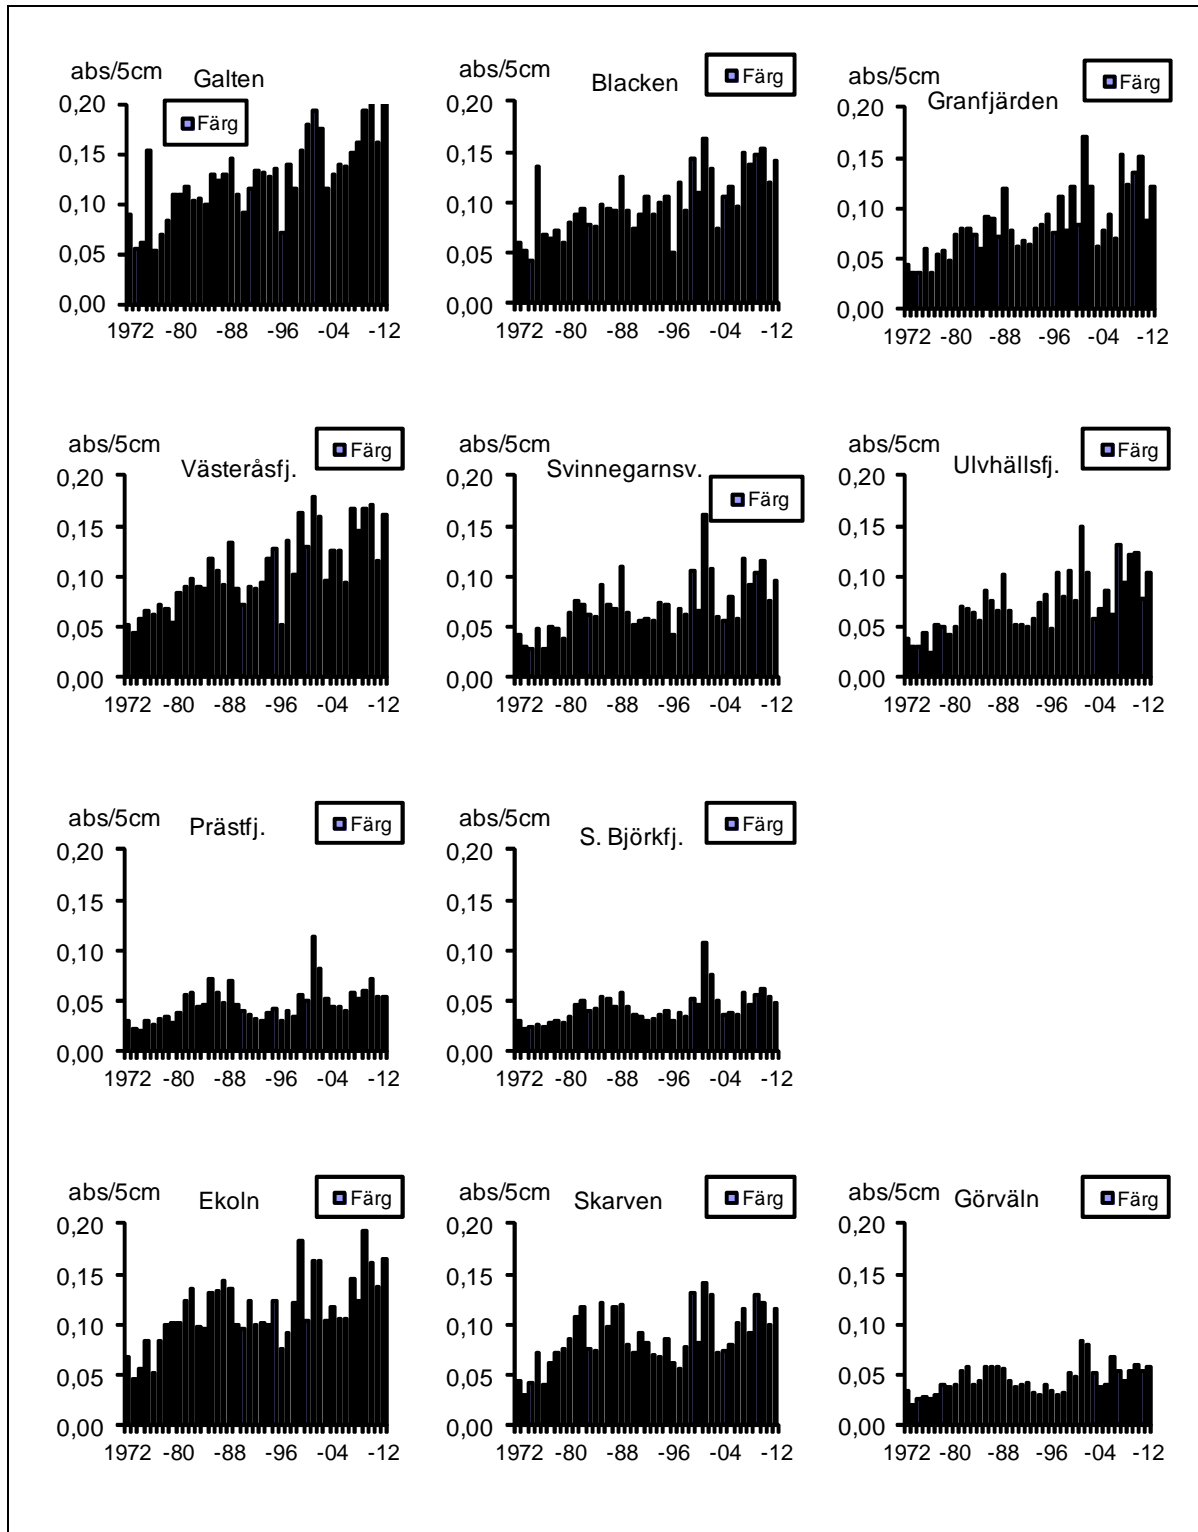 abs/5cm
Galten
Färg
0,20
0,15
0,10
0,05
0,00
1972 -80 -88 -96 -04 -12
abs/5cm
Blacken
Färg
0,20
0,15
0,10
0,05
0,00
1972 -80 -88 -96 -04 -12
abs/5cm
Granfjärden
Färg
0,20
0,15
0,10
0,05
0,00
1972 -80 -88 -96 -04 -12
abs/5cm
Västeråsfj.
Färg
0,20
0,15
0,10
0,05
0,00
1972 -80 -88 -96 -04 -12
abs/5cm
Svinnegarnsv.
Färg
0,20
0,15
0,10
0,05
0,00
1972 -80 -88 -96 -04 -12
abs/5cm
Ulvhällsfj.
Färg
0,20
0,15
0,10
0,05
0,00
1972 -80 -88 -96 -04 -12
abs/5cm
Prästfj.
Färg
0,20
0,15
0,10
0,05
0,00
1972 -80 -88 -96 -04 -12
abs/5cm
S. Björkfj.
Färg
0,20
0,15
0,10
0,05
0,00
1972 -80 -88 -96 -04 -12
abs/5cm
Ekoln
Färg
0,20
0,15
0,10
0,05
0,00
1972 -80 -88 -96 -04 -12
abs/5cm
Skarven
Färg
0,20
0,15
0,10
0,05
0,00
1972 -80 -88 -96 -04 -12
abs/5cm
Görväln
Färg
0,20
0,15
0,10
0,05
0,00
1972 -80 -88 -96 -04 -12